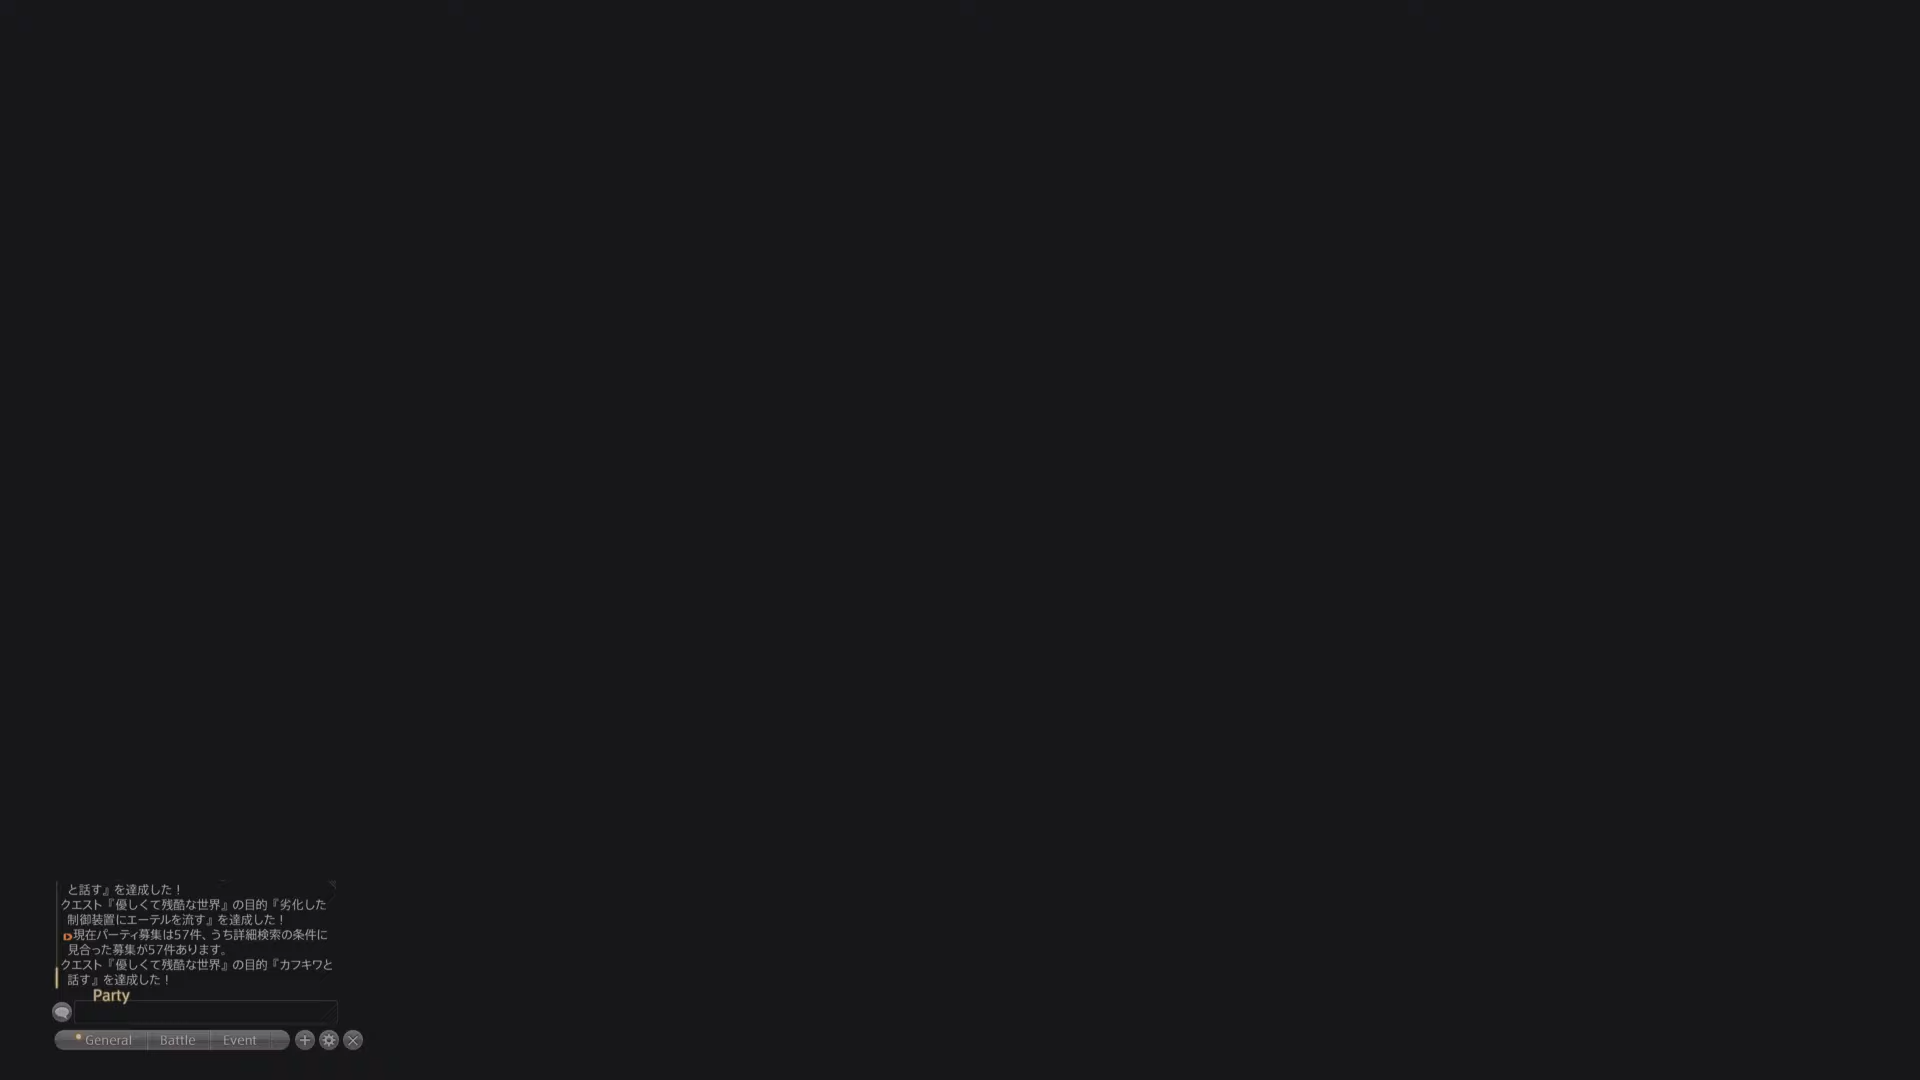 と話す』を達成した！
クエスト『優しくて残酷な世界』の目的『劣化した
制御装置にエーテルを流す』を達成した！
現在パーティ募集は57件、うち詳細検索の条件に
見合った募集が57件あります。
クエスト『優しくて残酷な世界』の目的『カフキワと
話す』を達成した！
Party
General Battle Event